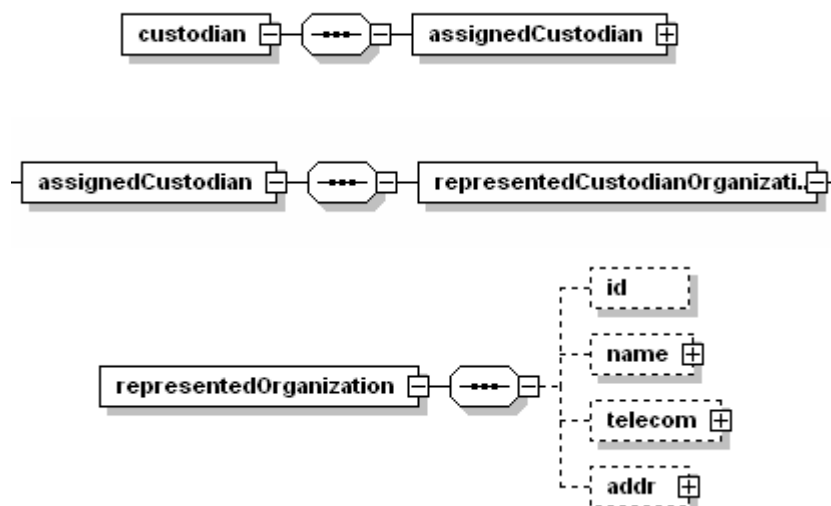 custodian assignedCustodian
assignedCustodian representedCustodianOrganizati..
id
name
representedOrganization
telecom
addr